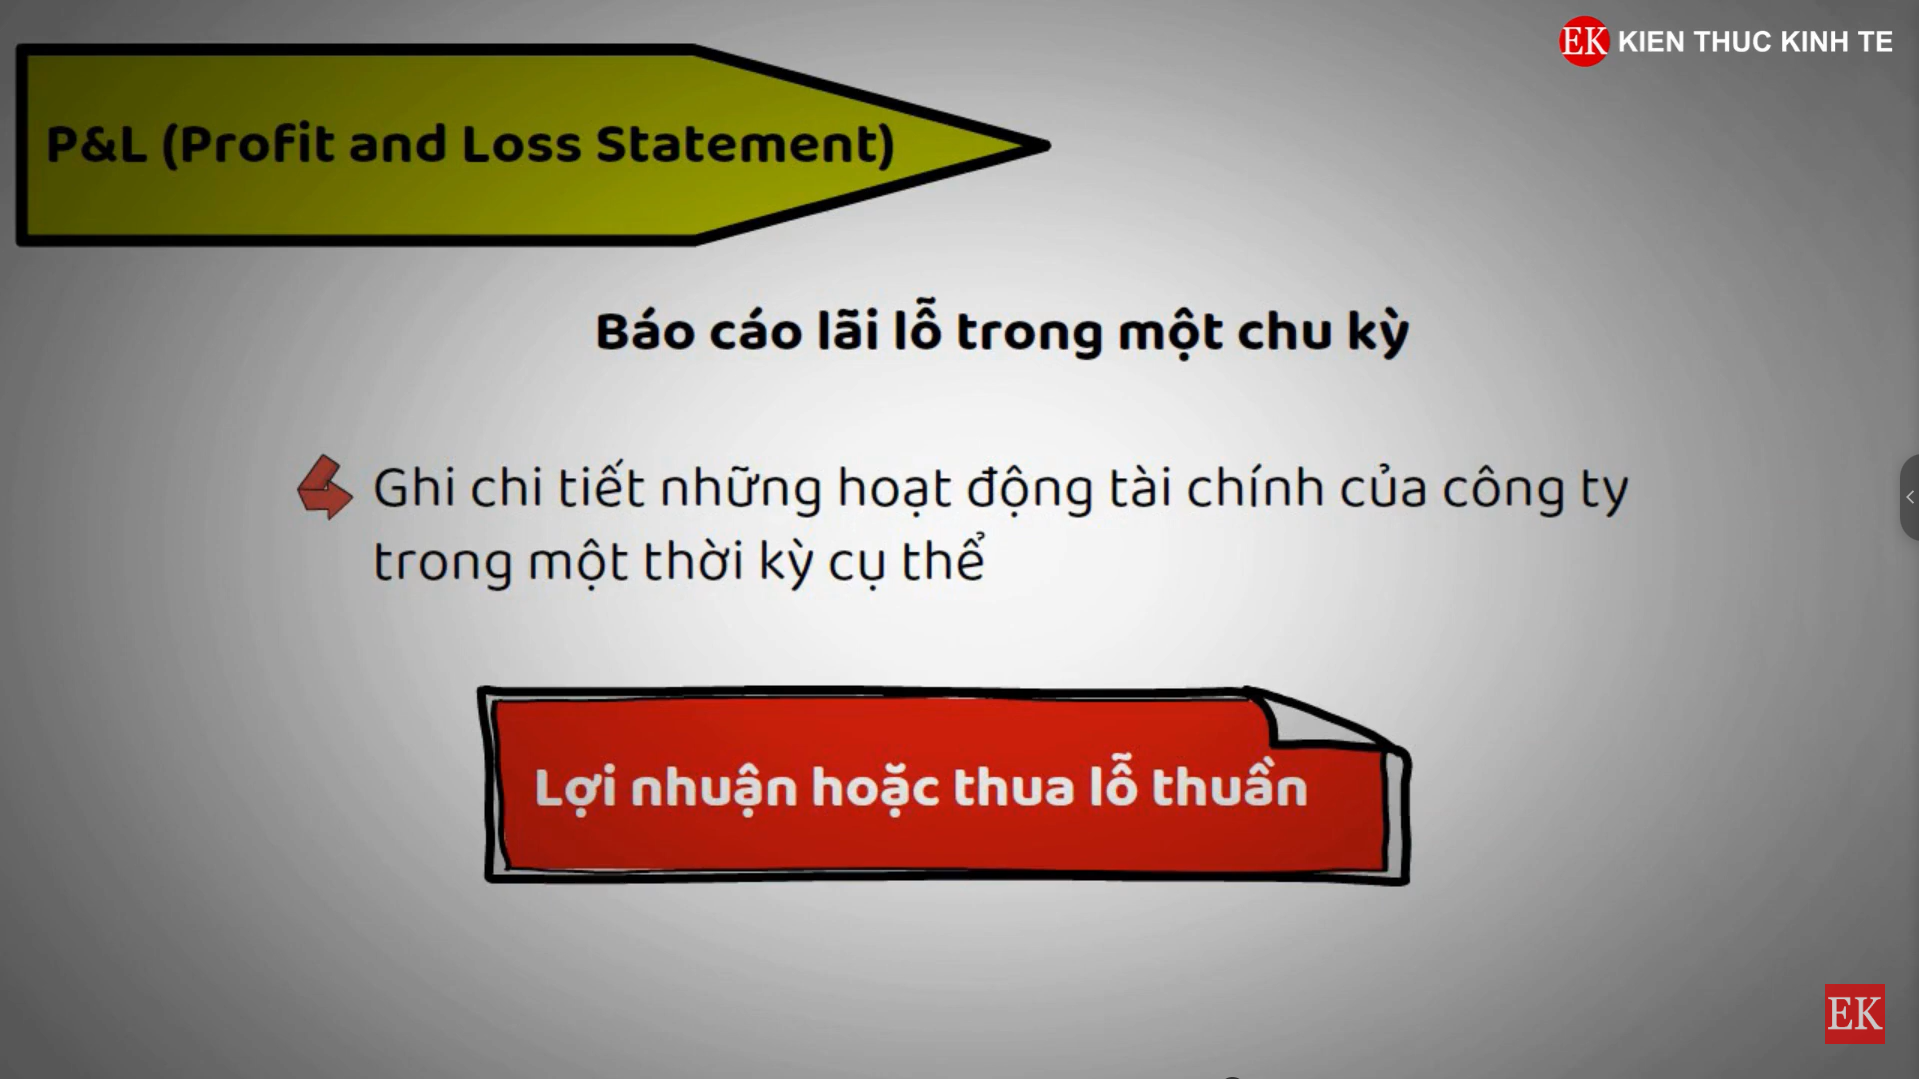 EK KIEN THUC KINH TE
P&L (Profit and Loss Statement)
Báo cáo lãi lỗ trong một chu kỳ
Ghi chi tiết những hoạt động tài chính của công ty
trong một thời kỳ cụ thể
Lợi nhuận hoặc thua lỗ thuần
EK